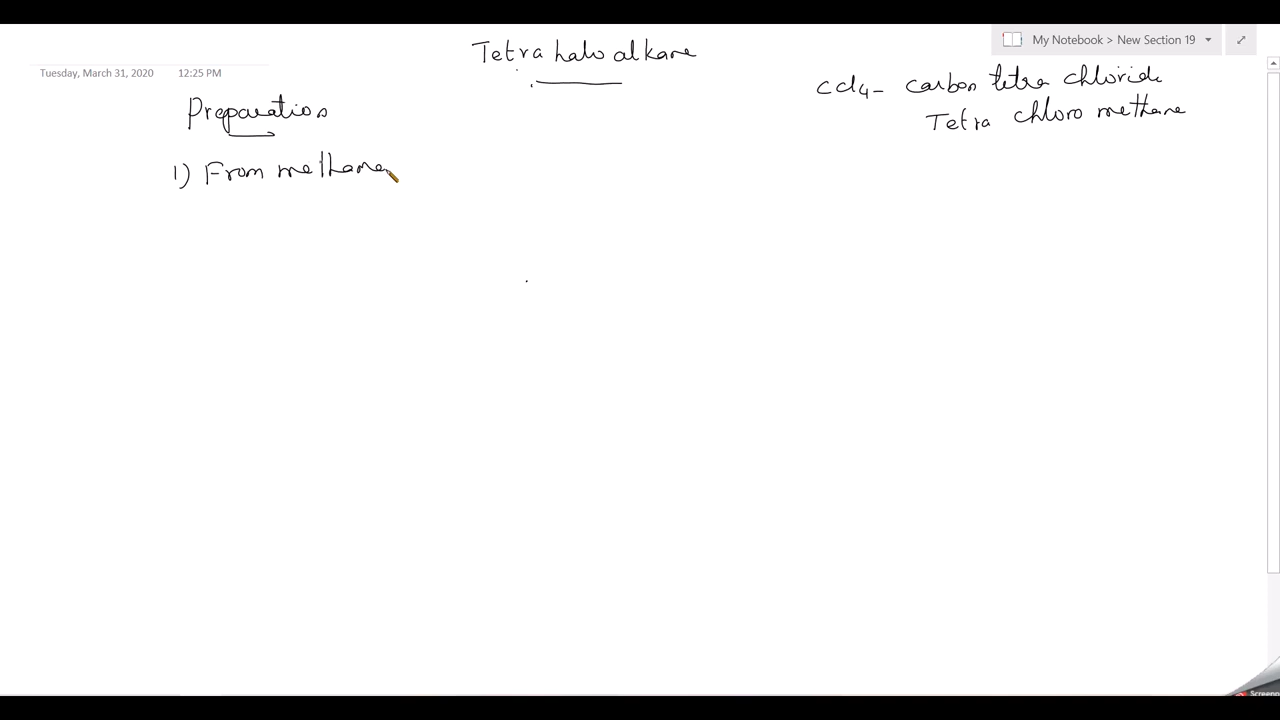 Tetra halo alkane
My Notebook > New Section 19
Tuesday, March 31, 2020 12:25 PM
CCl4 - carbon tetra chloride
Tetra chloro methane
Preparation
1) From methane